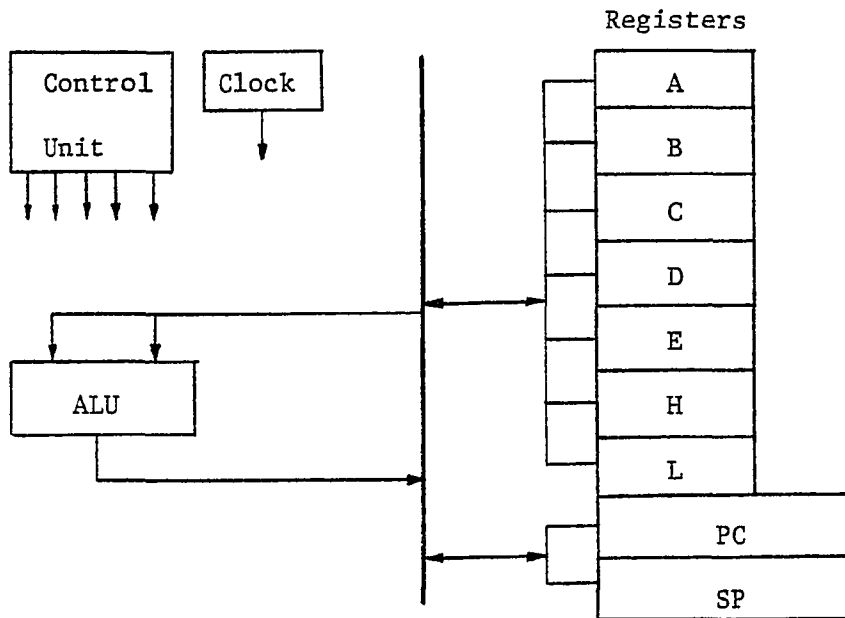 Registers
Control
Unit
Clock
A
B
C
D
E
H
L
PC
SP
ALU